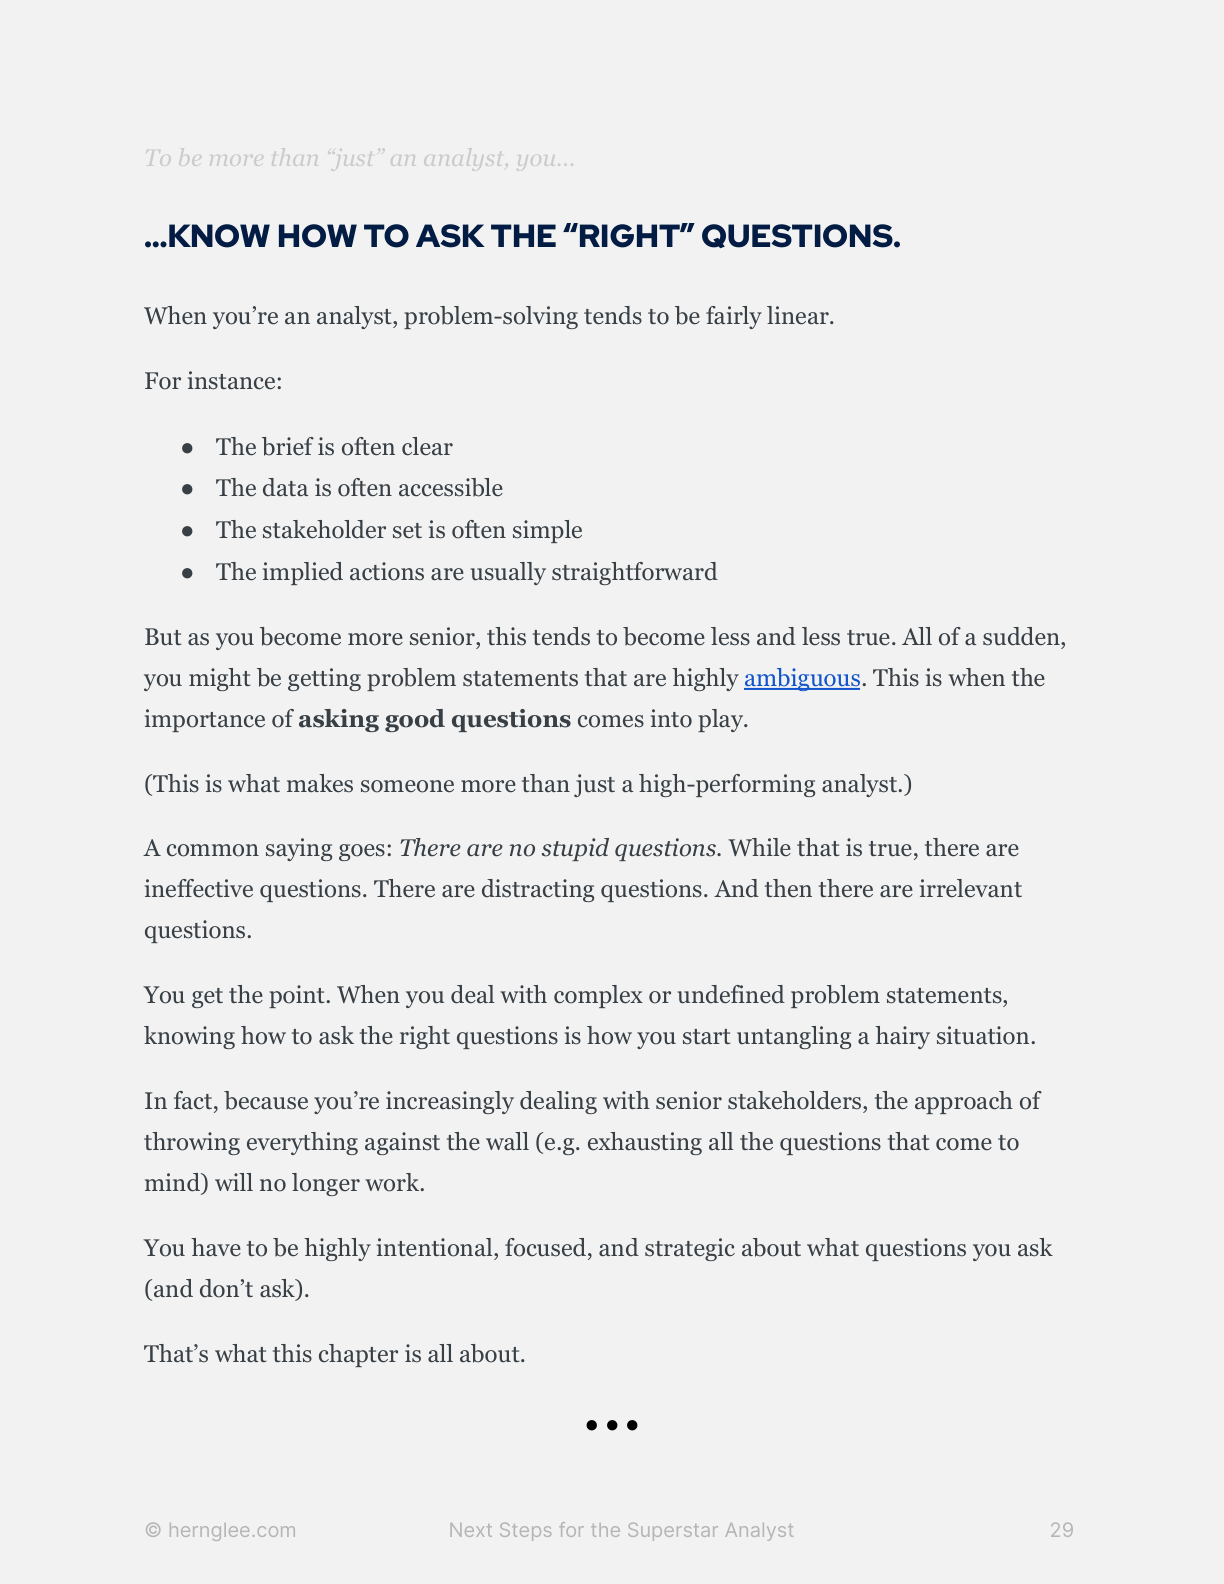 To be more than “just” an analyst, you…
…KNOW HOW TO ASK THE “RIGHT” QUESTIONS.
When you’re an analyst, problem-solving tends to be fairly linear.
For instance:
● The brief is often clear
● The data is often accessible
● The stakeholder set is often simple
● The implied actions are usually straightforward
But as you become more senior, this tends to become less and less true. All of a sudden,
you might be getting problem statements that are highly ambiguous. This is when the
importance of asking good questions comes into play.
(This is what makes someone more than just a high-performing analyst.)
A common saying goes: There are no stupid questions. While that is true, there are
ineffective questions. There are distracting questions. And then there are irrelevant
questions.
You get the point. When you deal with complex or undefined problem statements,
knowing how to ask the right questions is how you start untangling a hairy situation.
In fact, because you’re increasingly dealing with senior stakeholders, the approach of
throwing everything against the wall (e.g. exhausting all the questions that come to
mind) will no longer work.
You have to be highly intentional, focused, and strategic about what questions you ask
(and don’t ask).
That’s what this chapter is all about.
● ● ●
© hernglee.com Next Steps for the Superstar Analyst 29